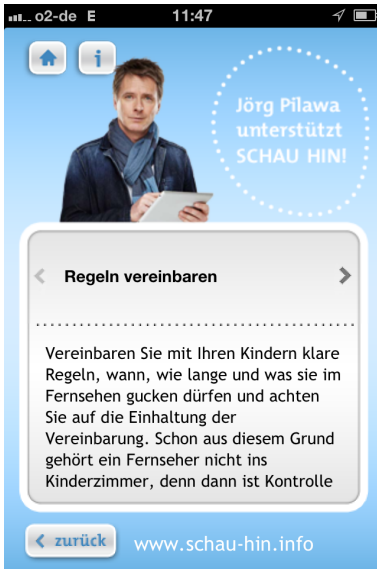 o2-de E 11:47
Jörg Pilawa
unterstützt
SCHAU HIN!
Regeln vereinbaren
Vereinbaren Sie mit Ihren Kindern klare
Regeln, wann, wie lange und was sie im
Fernsehen gucken dürfen und achten
Sie auf die Einhaltung der
Vereinbarung. Schon aus diesem Grund
gehört ein Fernseher nicht ins
Kinderzimmer, denn dann ist Kontrolle
zurück www.schau-hin.info